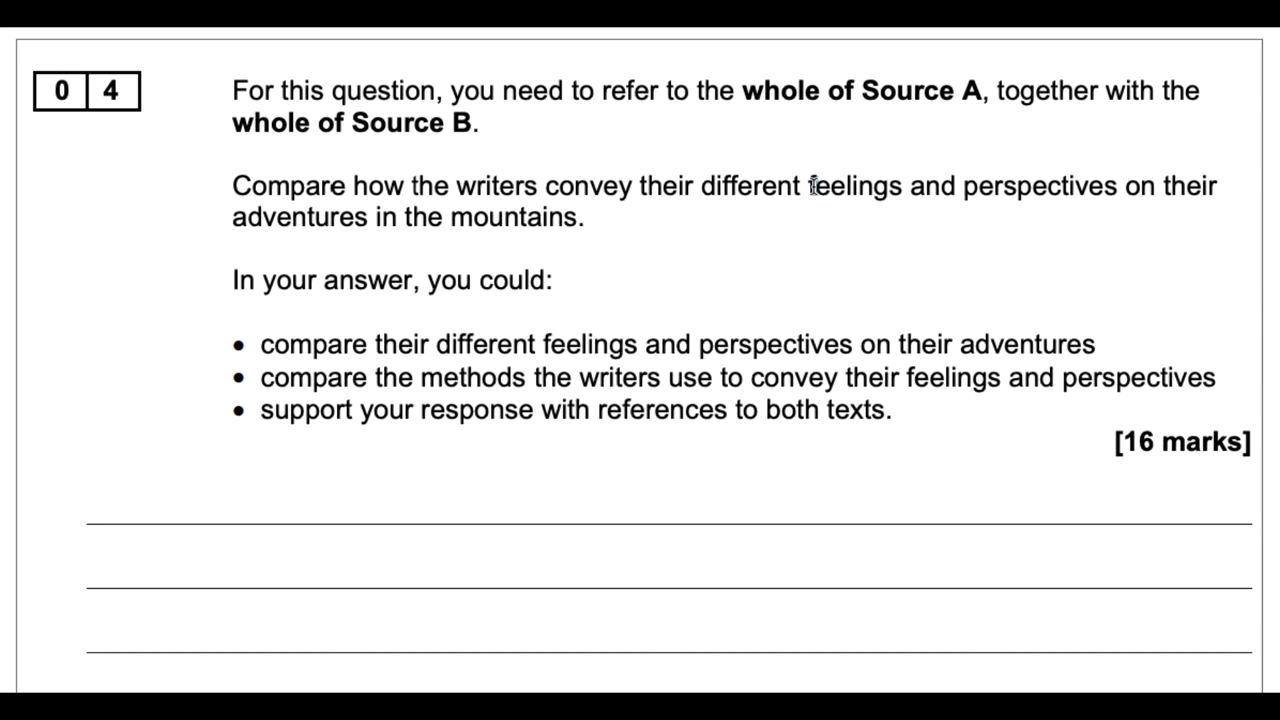 0 4
For this question, you need to refer to the whole of Source A, together with the
whole of Source B.
Compare how the writers convey their different feelings and perspectives on their
adventures in the mountains.
In your answer, you could:
• compare their different feelings and perspectives on their adventures
• compare the methods the writers use to convey their feelings and perspectives
• support your response with references to both texts.
[16 marks]